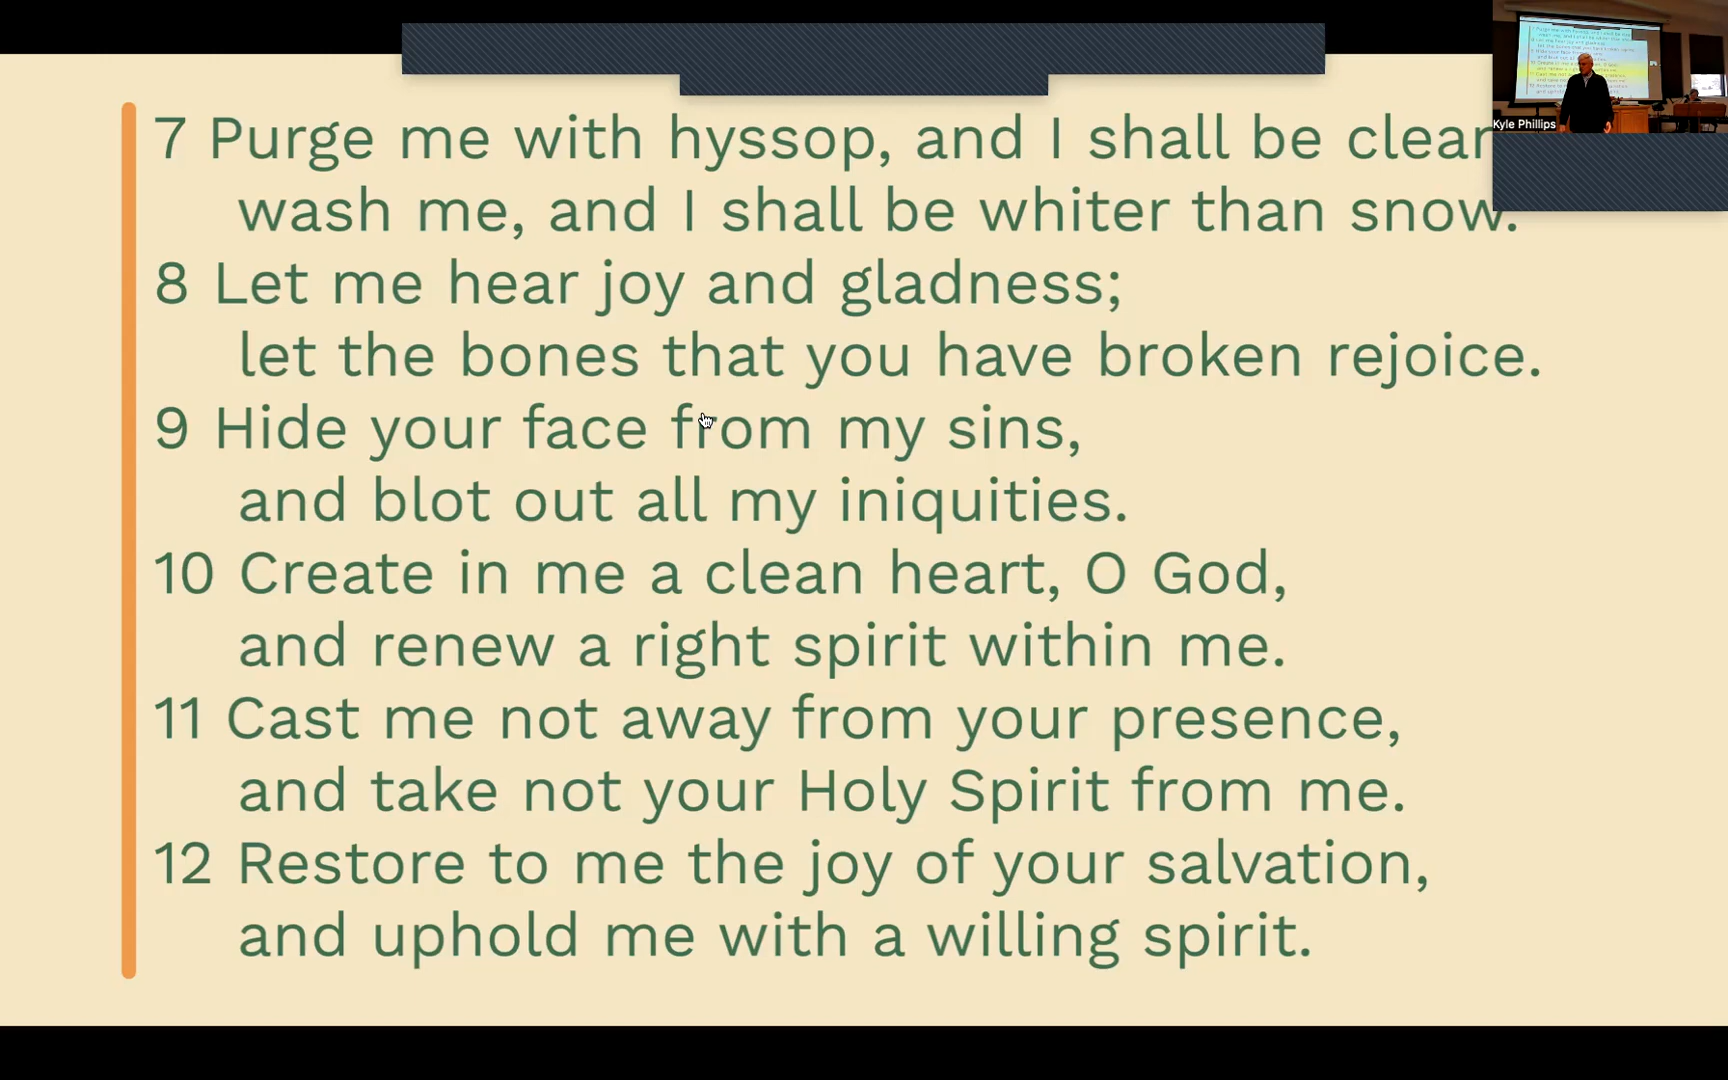 7 Purge me with hyssop, and I shall be clean
wash me, and I shall be whiter than snow.
8 Let me hear joy and gladness;
let the bones that you have broken rejoice.
9 Hide your face from my sins,
and blot out all my iniquities.
10 Create in me a clean heart, O God,
and renew a right spirit within me.
11 Cast me not away from your presence,
and take not your Holy Spirit from me.
12 Restore to me the joy of your salvation,
and uphold me with a willing spirit.
Kyle Phillips